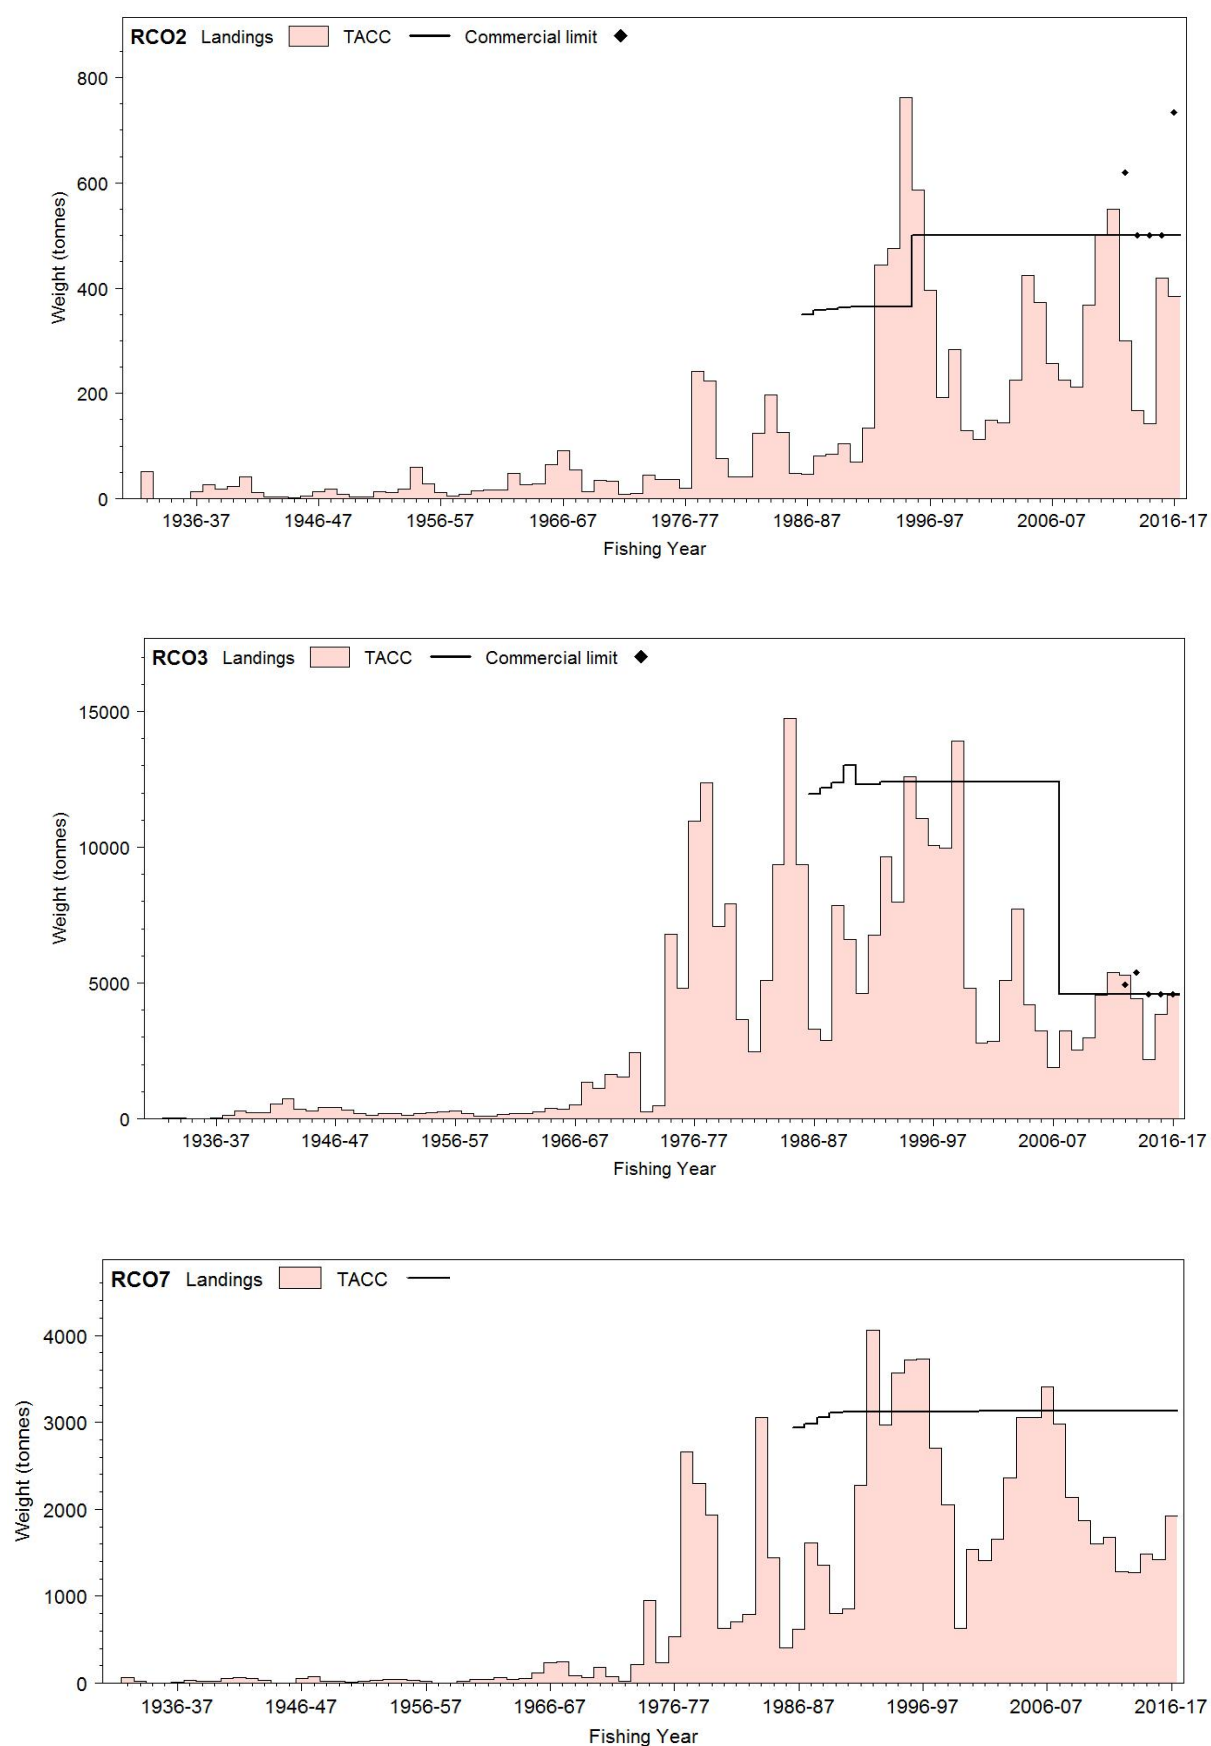 RCO2 Landings TACC Commercial limit
800
600
400
200
0
Weight (tonnes)
1936-37 1946-47 1956-57 1966-67 1976-77 1986-87 1996-97 2006-07 2016-17
Fishing Year
RCO3 Landings TACC Commercial limit
15000
10000
5000
0
Weight (tonnes)
1936-37 1946-47 1956-57 1966-67 1976-77 1986-87 1996-97 2006-07 2016-17
Fishing Year
RCO7 Landings TACC
4000
3000
2000
1000
0
Weight (tonnes)
1936-37 1946-47 1956-57 1966-67 1976-77 1986-87 1996-97 2006-07 2016-17
Fishing Year